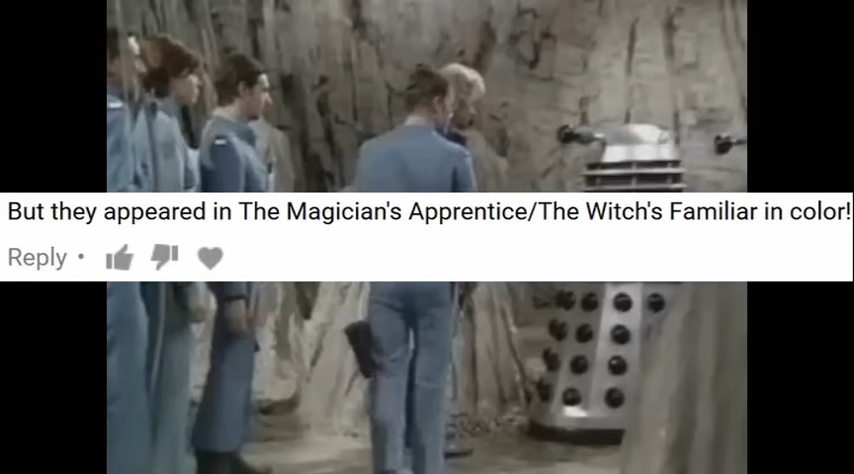 But they appeared in The Magician's Apprentice/The Witch's Familiar in color!
Reply •